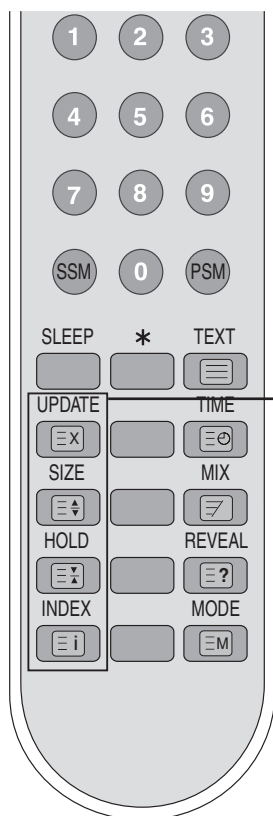 1 2 3
4 5 6
7 8 9
SSM 0 PSM
SLEEP * TEXT
UPDATE TIME
X
SIZE MIX
HOLD REVEAL
?
INDEX MODE
i M